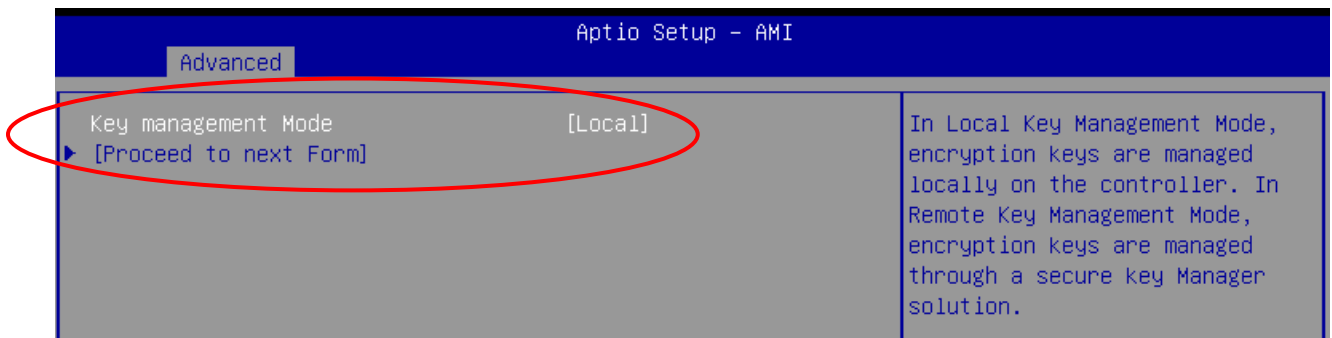 Aptio Setup – AMI
Advanced
Key management Mode [Local]
[Proceed to next Form]
In Local Key Management Mode,
encryption keys are managed
locally on the controller. In
Remote Key Management Mode,
encryption keys are managed
through a secure key Manager
solution.